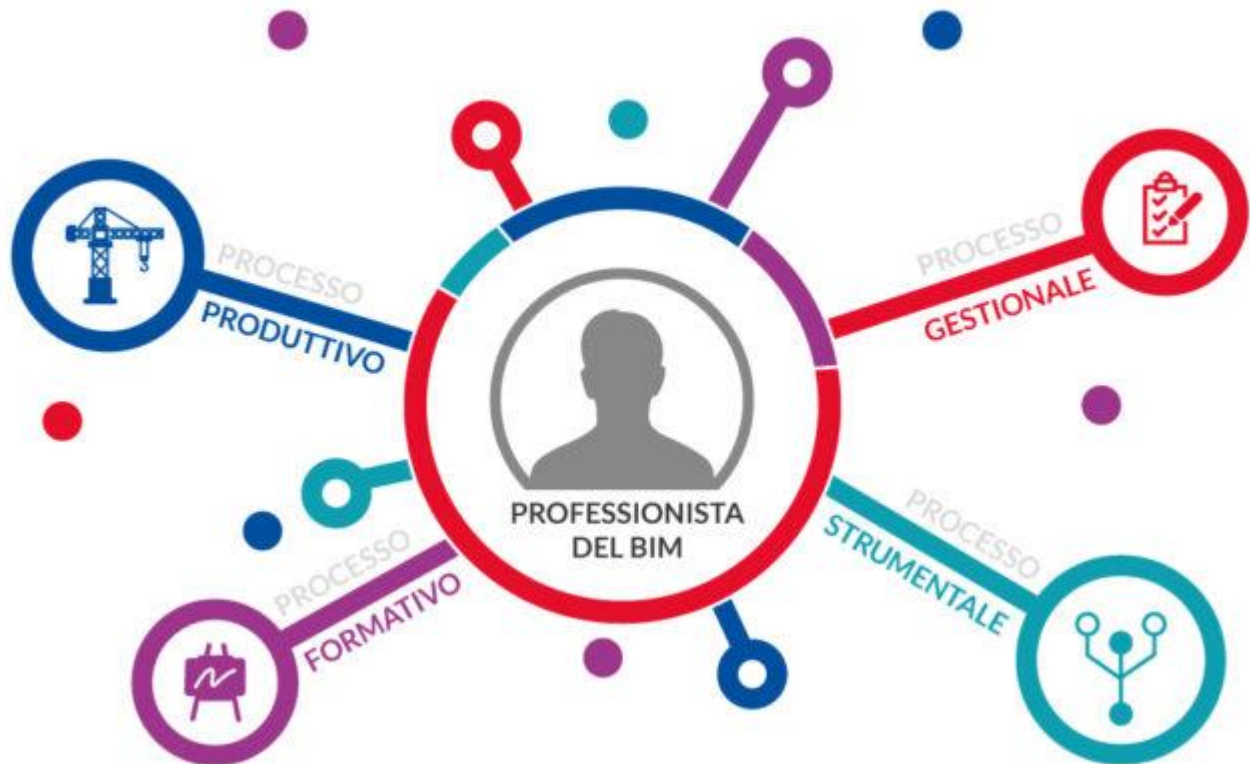 PROCESSO
PRODUTTIVO
PROCESSO
GESTIONALE
PROFESSIONISTA
DEL BIM
PROCESSO
FORMATIVO
PROCESSO
STRUMENTALE